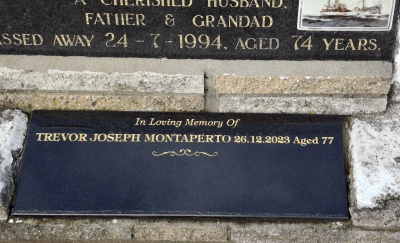 A CHERISHED HUSBAND,
FATHER & GRANDAD
PASSED AWAY 24-7-1994, AGED 74 YEARS.
In Loving Memory Of
TREVOR JOSEPH MONTAPERTO 26.12.2023 Aged 77